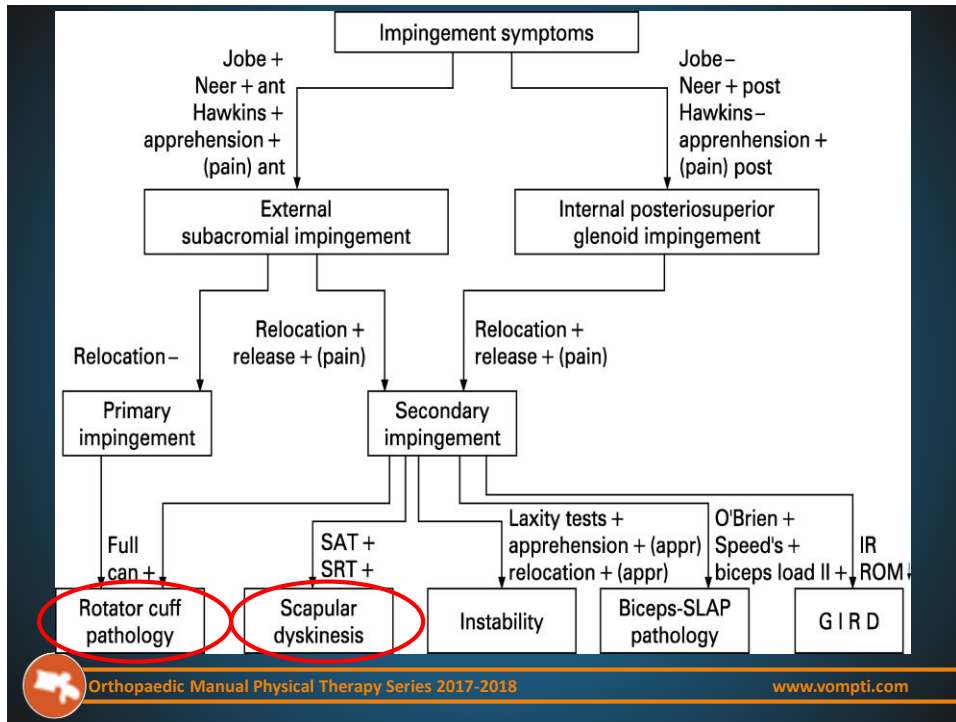 Impingement symptoms
Jobe +
Neer + ant
Hawkins +
apprehension +
(pain) ant
Jobe –
Neer + post
Hawkins –
apprenhension +
(pain) post
External
subacromial impingement
Internal posteriosuperior
glenoid impingement
Relocation –
Relocation +
release + (pain)
Relocation +
release + (pain)
Primary
impingement
Secondary
impingement
Full
can +
SAT +
SRT +
Laxity tests +
apprehension + (appr)
relocation + (appr)
O'Brien +
Speed's +
biceps load II +
IR
ROM↓
Rotator cuff
pathology
Scapular
dyskinesis
Instability
Biceps-SLAP
pathology
G I R D
Orthopaedic Manual Physical Therapy Series 2017-2018
www.vompti.com